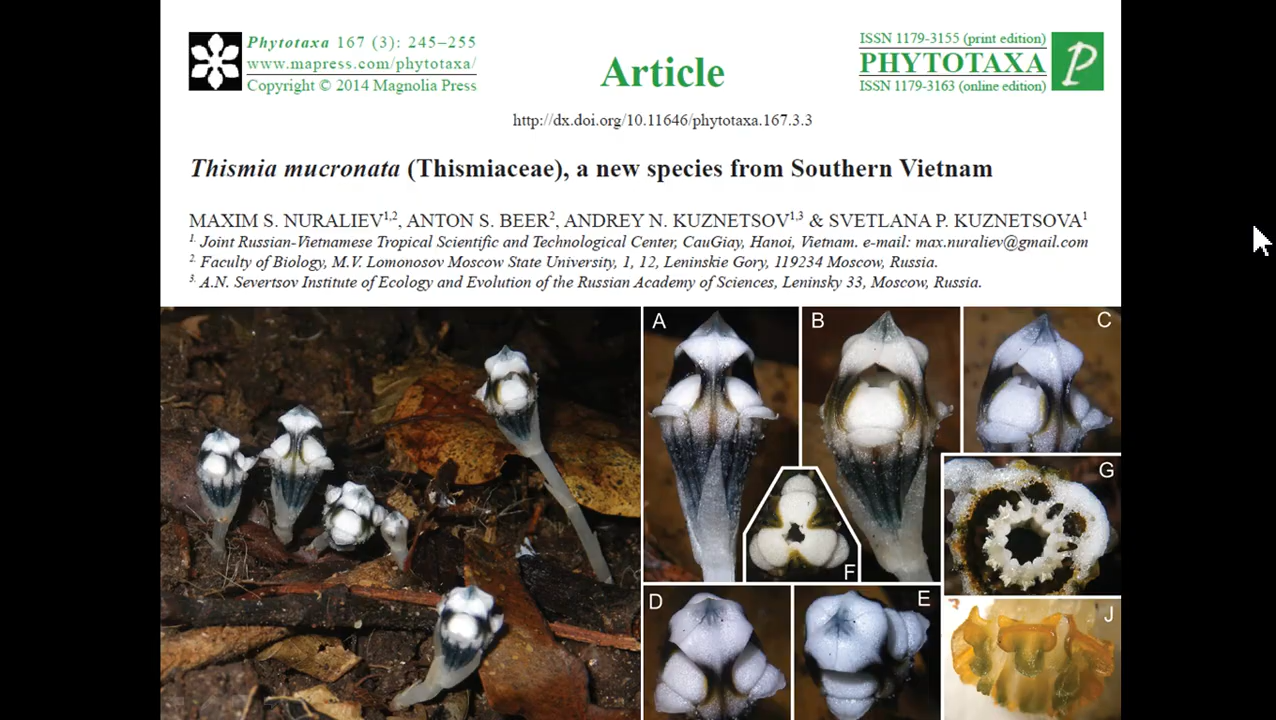 Phytotaxa 167 (3): 245–255
www.mapress.com/phytotaxa/
Copyright © 2014 Magnolia Press
Article
ISSN 1179-3155 (print edition)
PHYTOTAXA
ISSN 1179-3163 (online edition)
P
http://dx.doi.org/10.11646/phytotaxa.167.3.3
Thismia mucronata (Thismiaceae), a new species from Southern Vietnam
MAXIM S. NURALIEV1,2, ANTON S. BEER2, ANDREY N. KUZNETSOV1,3 & SVETLANA P. KUZNETSOVA1
1. Joint Russian-Vietnamese Tropical Scientific and Technological Center, CauGiay, Hanoi, Vietnam. e-mail: max.nuraliev@gmail.com
2. Faculty of Biology, M.V. Lomonosov Moscow State University, 1, 12, Leninskie Gory, 119234 Moscow, Russia.
3. A.N. Severtsov Institute of Ecology and Evolution of the Russian Academy of Sciences, Leninsky 33, Moscow, Russia.
A
B
C
G
F
D
E
J